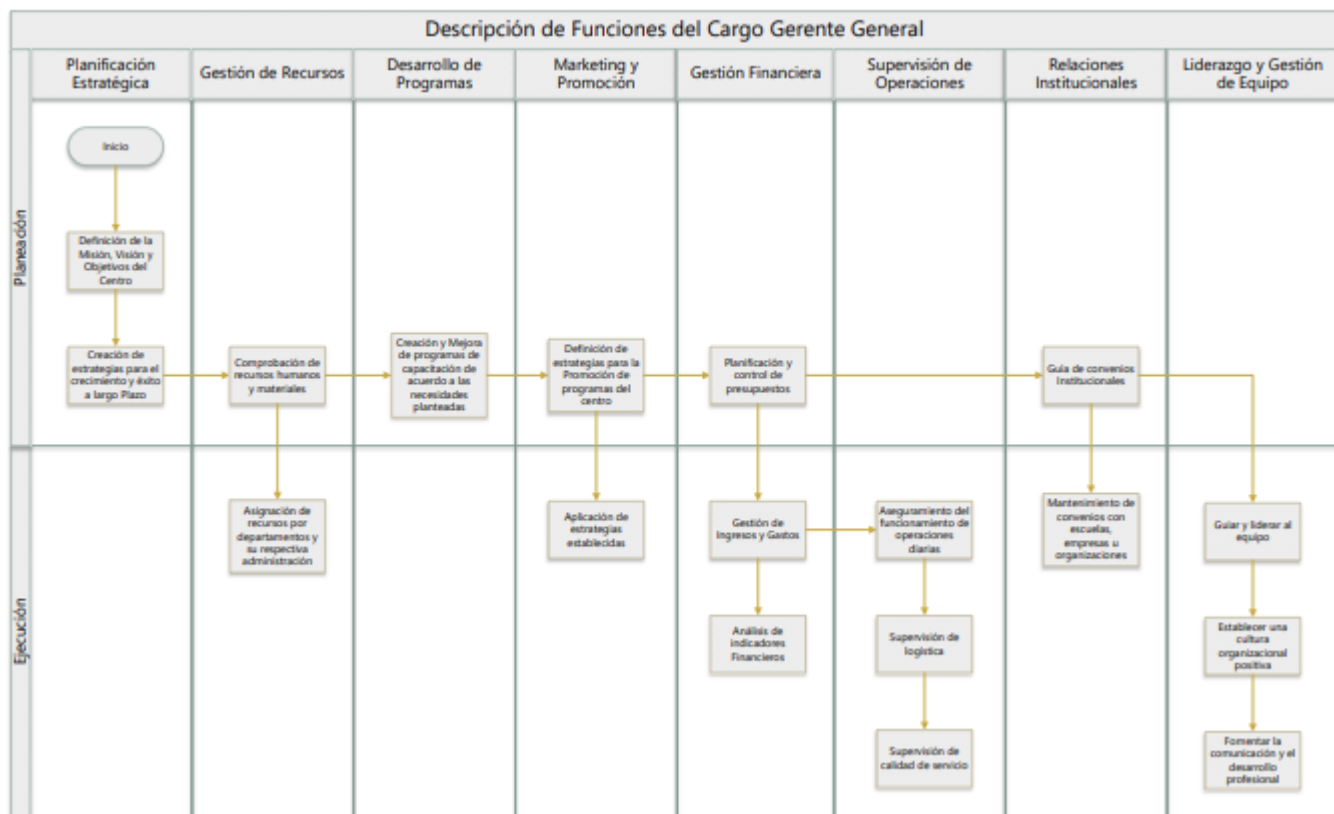 Descripción de Funciones del Cargo Gerente General
Planificación
Estratégica
Gestión de Recursos
Desarrollo de
Programas
Marketing y
Promoción
Gestión Financiera
Supervisión de
Operaciones
Relaciones
Institucionales
Liderazgo y Gestión
de Equipo
Planeación
Inicio
Definición de la
Misión, Visión y
Objetivos del
Centro
Creación de
estrategias para el
crecimiento y éxito
a largo Plazo
Comprobación de
recursos humanos
y materiales
Creación y Mejora
de programas de
capacitación de
acuerdo a las
necesidades
planteadas
Definición de
estrategias para la
Promoción de
programas del
centro
Planificación y
control de
presupuestos
Guia de convenios
Institucionales
Ejecución
Asignación de
recursos por
departamentos y
su respectiva
administración
Aplicación de
estrategias
establecidas
Gestión de
Ingresos y Gastos
Aseguramiento del
funcionamiento de
operaciones
diarias
Mantenimiento de
convenios con
escuelas,
empresas u
organizaciones
Guiar y liderar al
equipo
Análisis de
indicadores
Financieros
Supervisión de
logística
Establecer una
cultura
organizacional
positiva
Supervisión de
calidad de servicio
Fomentar la
comunicación y el
desarrollo
profesional